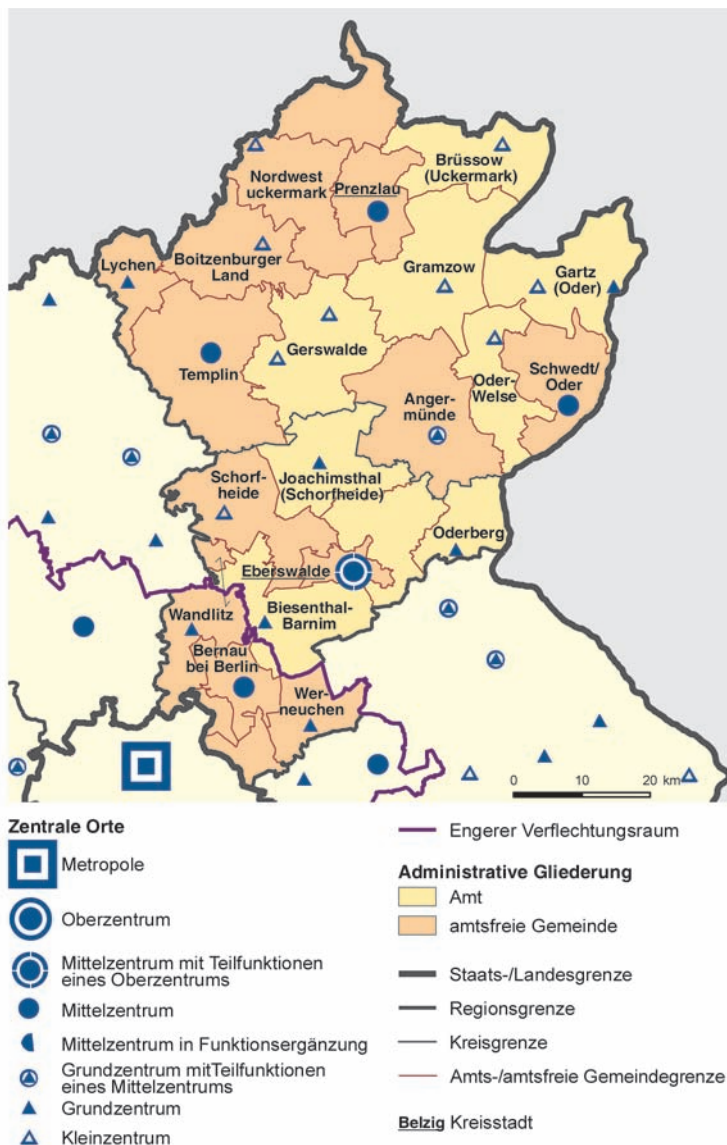 Nordwest
uckermark
Prenzlau
Brüssow
(Uckermark)
Lychen
Boitzenburger
Land
Gramzow
Gartz
(Oder)
Templin
Gerswalde
Anger-
münde
Oder-
Welse
Schwedt/
Oder
Schorf-
heide
Joachimsthal
(Schorfheide)
Oderberg
Eberswalde
Wandlitz
Biesenthal-
Barnim
Bernau
bei Berlin
Wer-
neuchen
0 10 20 km
Zentrale Orte
Metropole
Oberzentrum
Mittelzentrum mit Teilfunktionen
eines Oberzentrums
Mittelzentrum
Mittelzentrum in Funktionsergänzung
Grundzentrum mitTeilfunktionen
eines Mittelzentrums
Grundzentrum
Kleinzentrum
Engerer Verflechtungsraum
Administrative Gliederung
Amt
amtsfreie Gemeinde
Staats-/Landesgrenze
Regionsgrenze
Kreisgrenze
Amts-/amtsfreie Gemeindegrenze
Belzig Kreisstadt